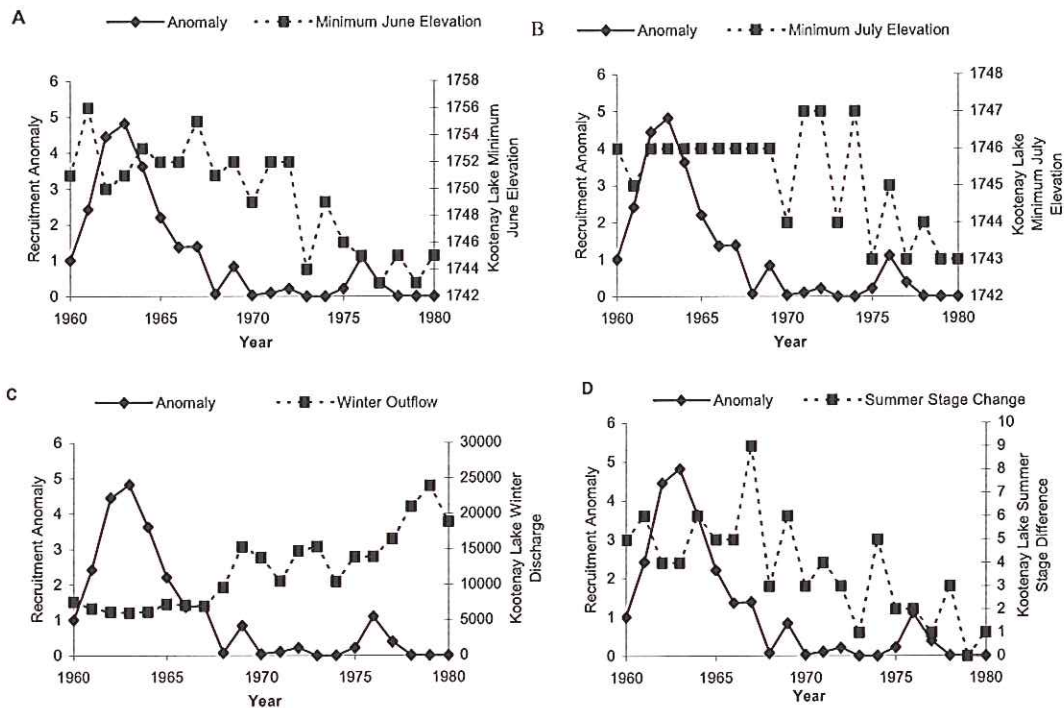 A
Anomaly
Minimum June Elevation
Recruitment Anomaly
6
5
4
3
2
1
0
1960
1965
1970
1975
1980
Year
1758
1756
1754
1752
1750
1748
1746
1744
1742
Kootenay Lake Minimum
June Elevation
B
Anomaly
Minimum July Elevation
Recruitment Anomaly
6
5
4
3
2
1
0
1960
1965
1970
1975
1980
Year
1748
1747
1746
1745
1744
1743
1742
Kootenay Lake
Minimum July
Elevation
C
Anomaly
Winter Outflow
Recruitment Anomaly
6
5
4
3
2
1
0
1960
1965
1970
1975
1980
Year
30000
25000
20000
15000
10000
5000
0
Kootenay Lake Winter
Discharge
D
Anomaly
Summer Stage Change
Recruitment Anomaly
6
5
4
3
2
1
0
1960
1965
1970
1975
1980
Year
10
9
8
7
6
5
4
3
2
1
0
Kootenay Lake Summer
Stage Difference